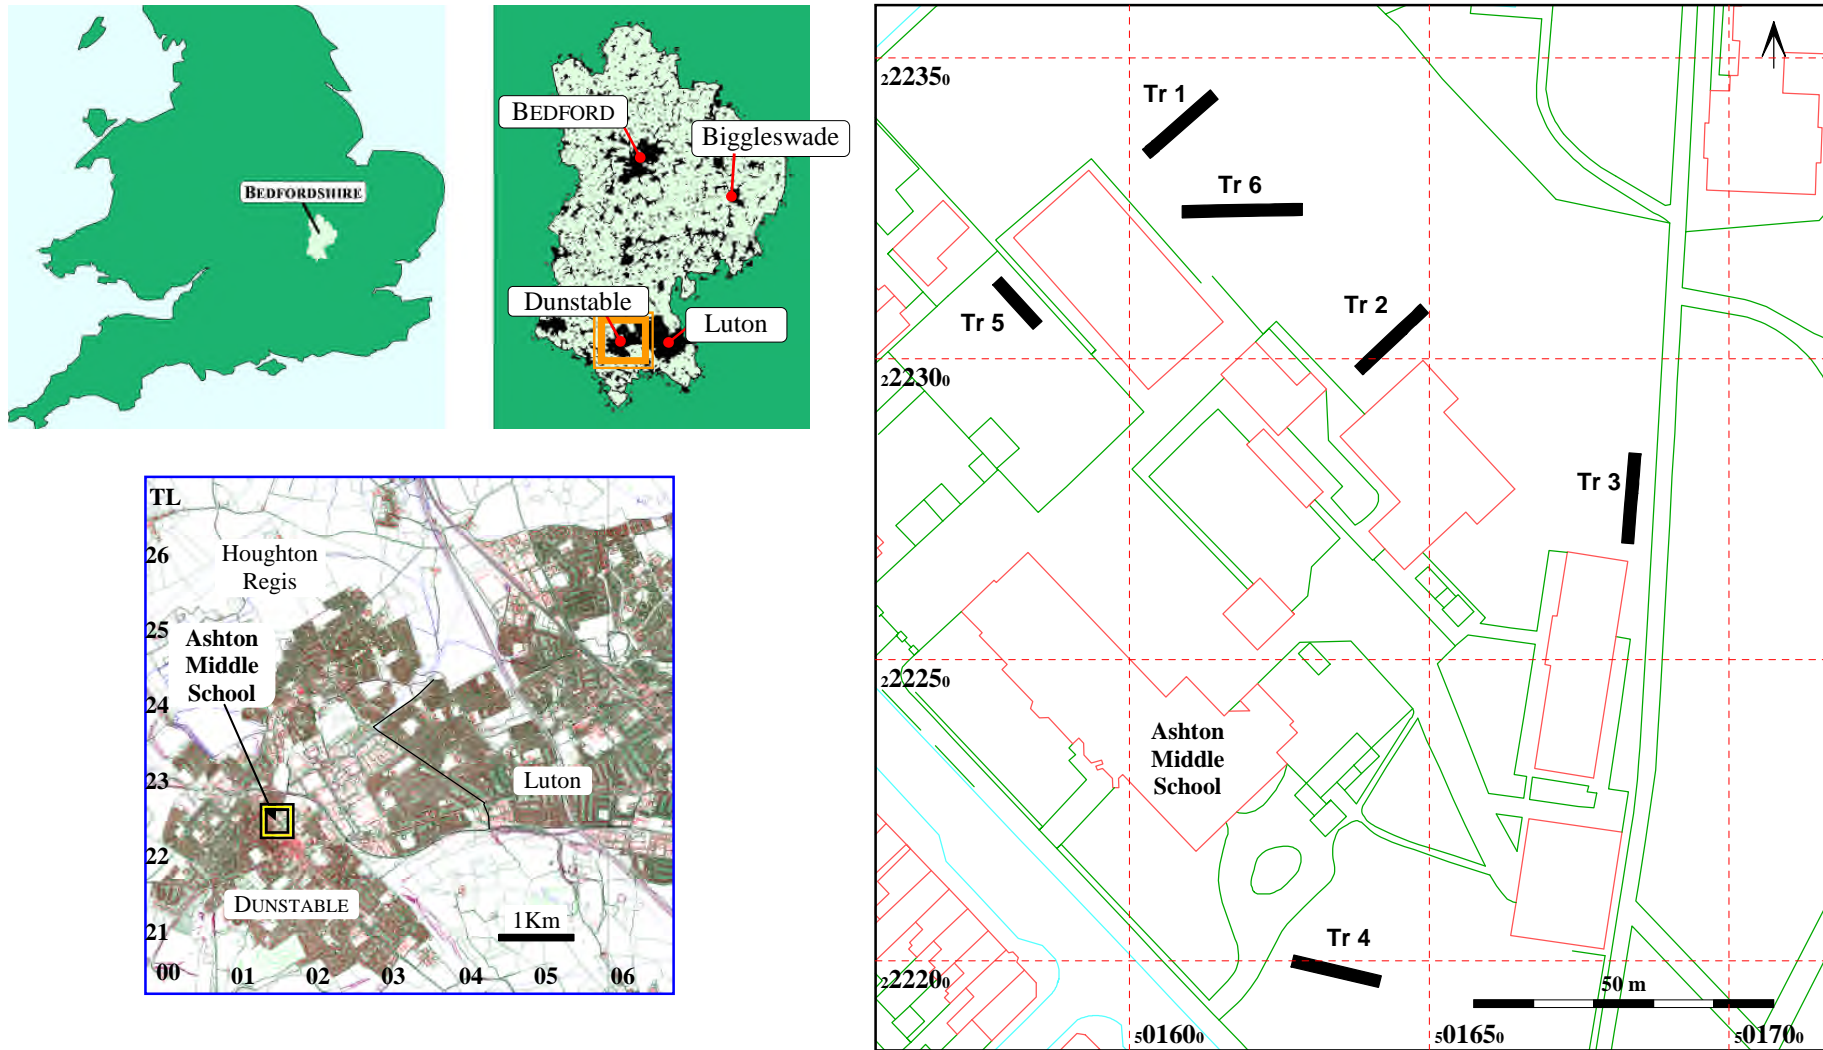 BEDFORDSHIRE
BEDFORD
Biggleswade
Dunstable
Luton
TL
26
Houghton
Regis
25
Ashton
Middle
School
24
23
Luton
22
DUNSTABLE
21
1Km
00 01 02 03 04 05 06
222350
Tr 1
Tr 6
Tr 5
Tr 2
222300
Tr 3
222250
Ashton
Middle
School
Tr 4
222200
50 m
501600 501650 501700